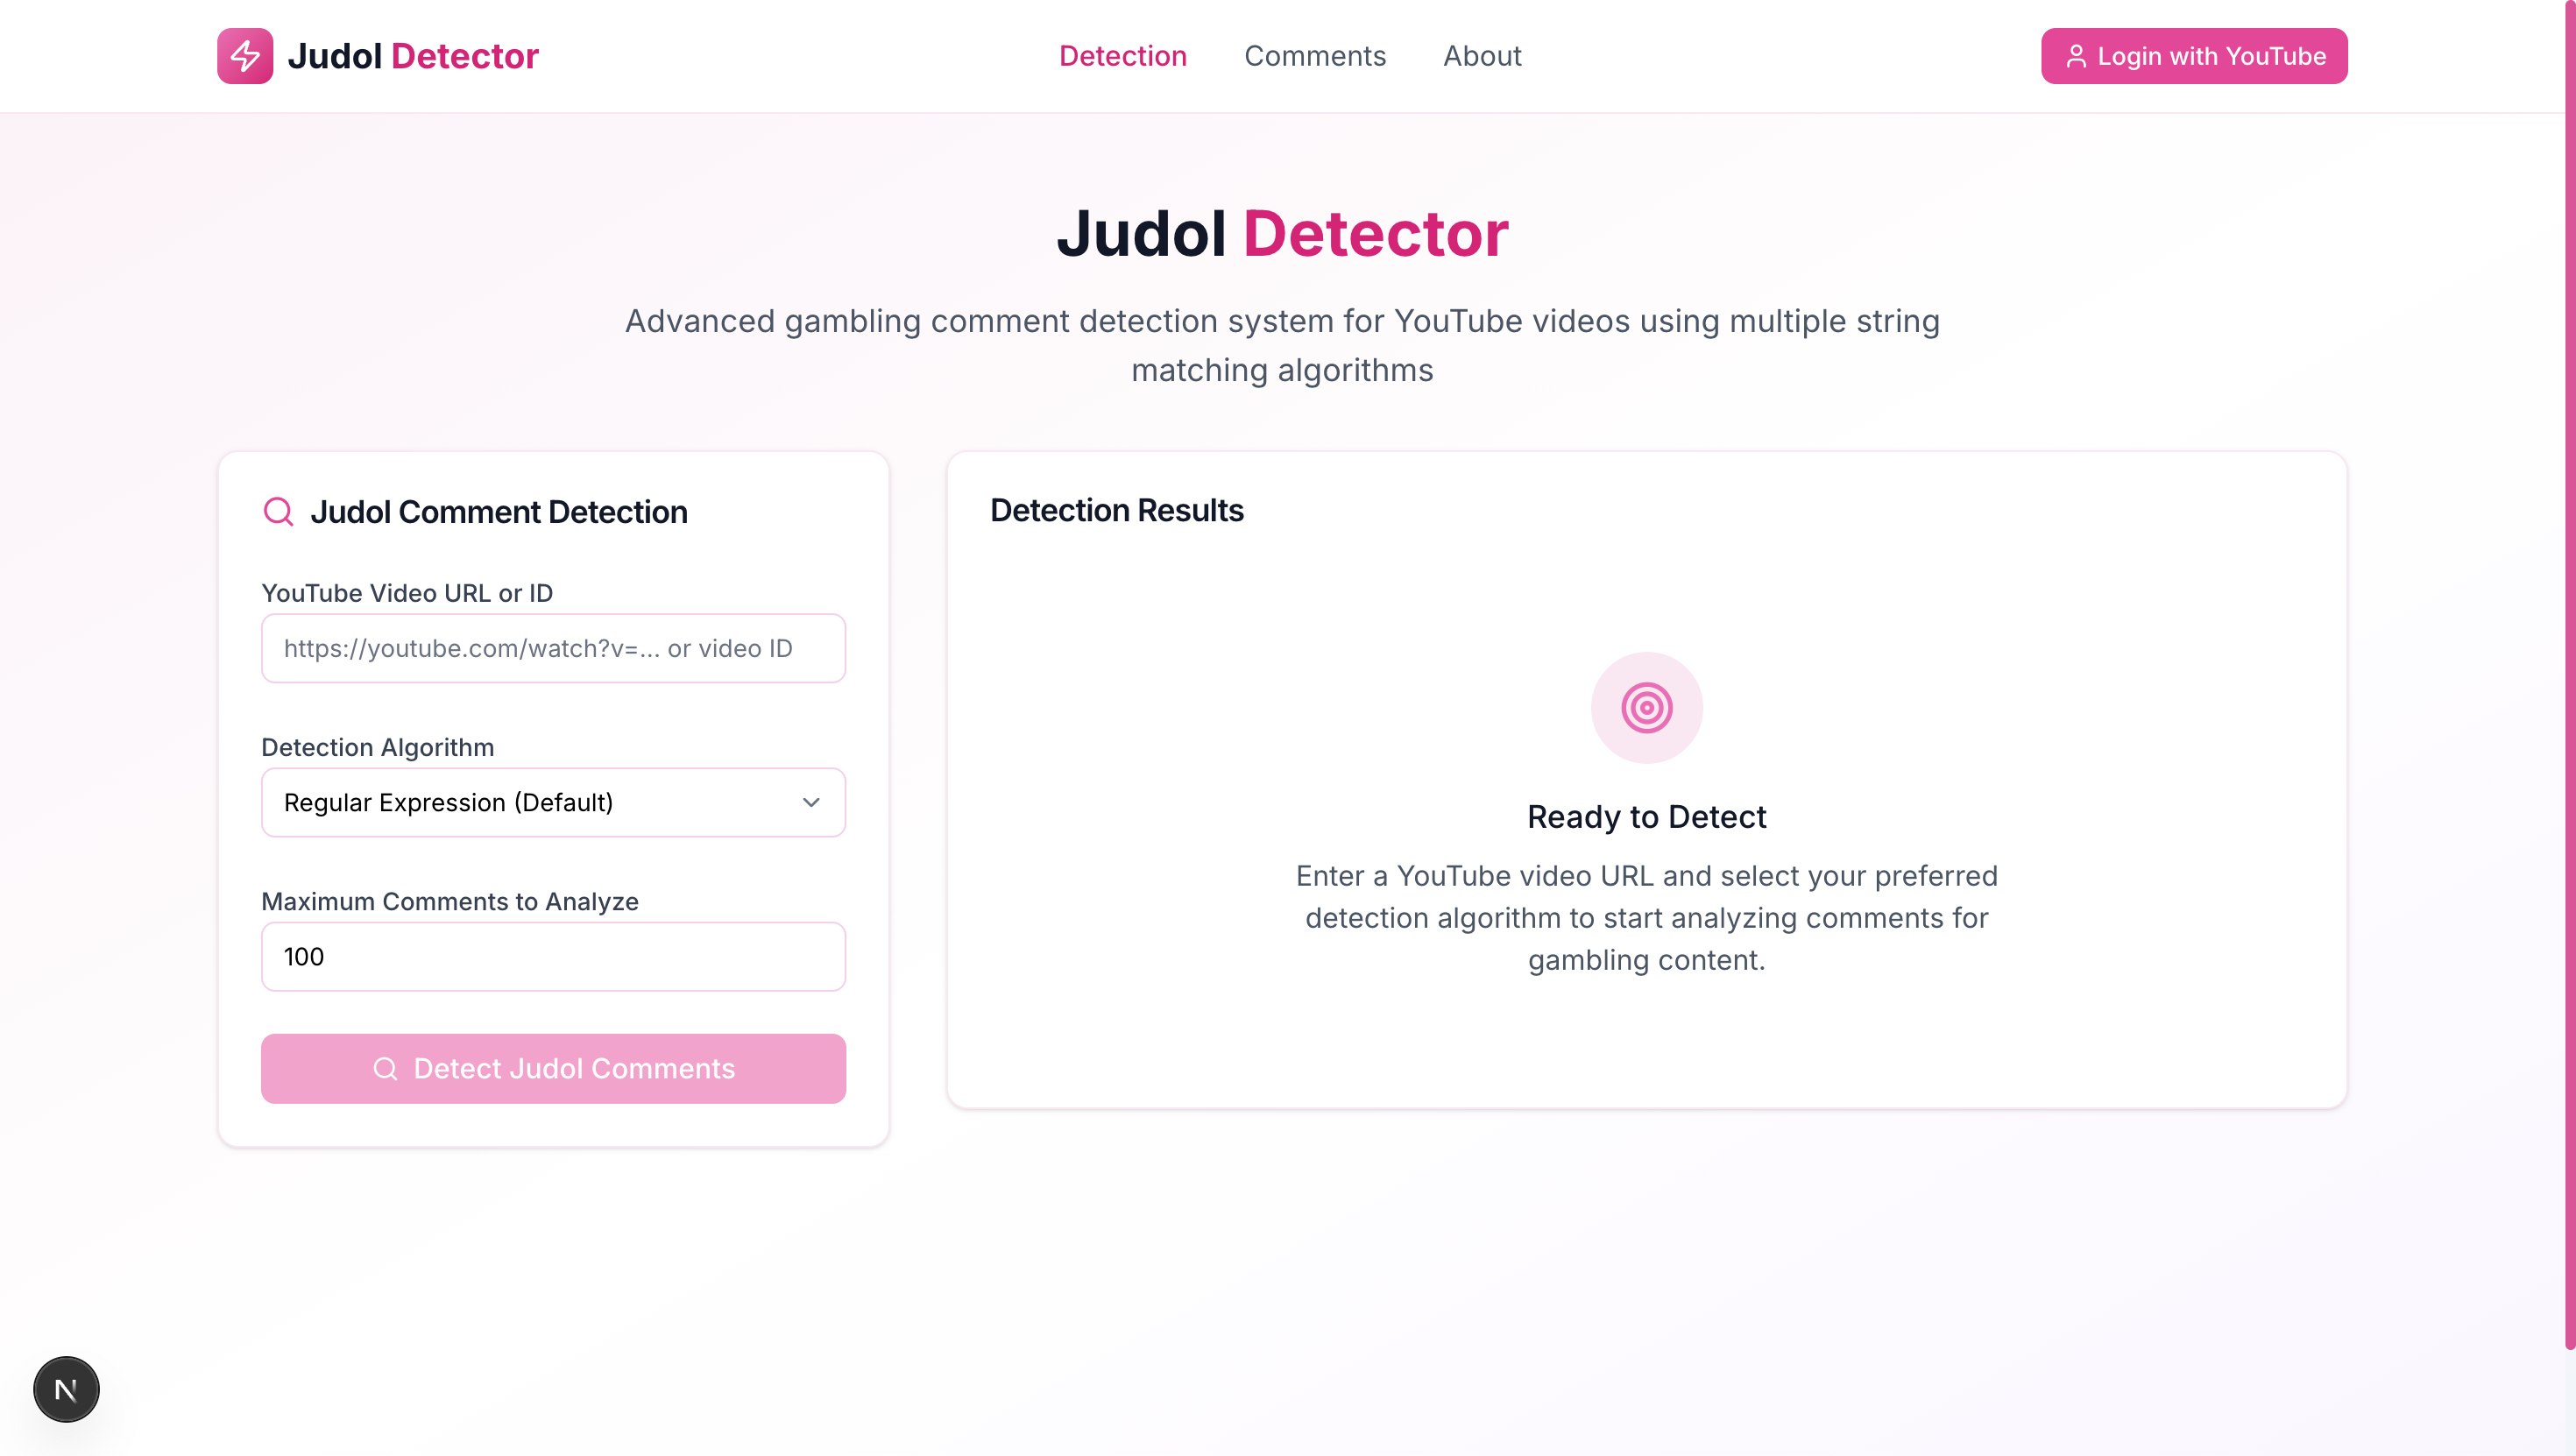 Judol Detector
Detection
Comments
About
Login with YouTube
Judol Detector
Advanced gambling comment detection system for YouTube videos using multiple string
matching algorithms
Judol Comment Detection
YouTube Video URL or ID
https://youtube.com/watch?v=... or video ID
Detection Algorithm
Regular Expression (Default)
Maximum Comments to Analyze
100
Detect Judol Comments
Detection Results
Ready to Detect
Enter a YouTube video URL and select your preferred
detection algorithm to start analyzing comments for
gambling content.
N